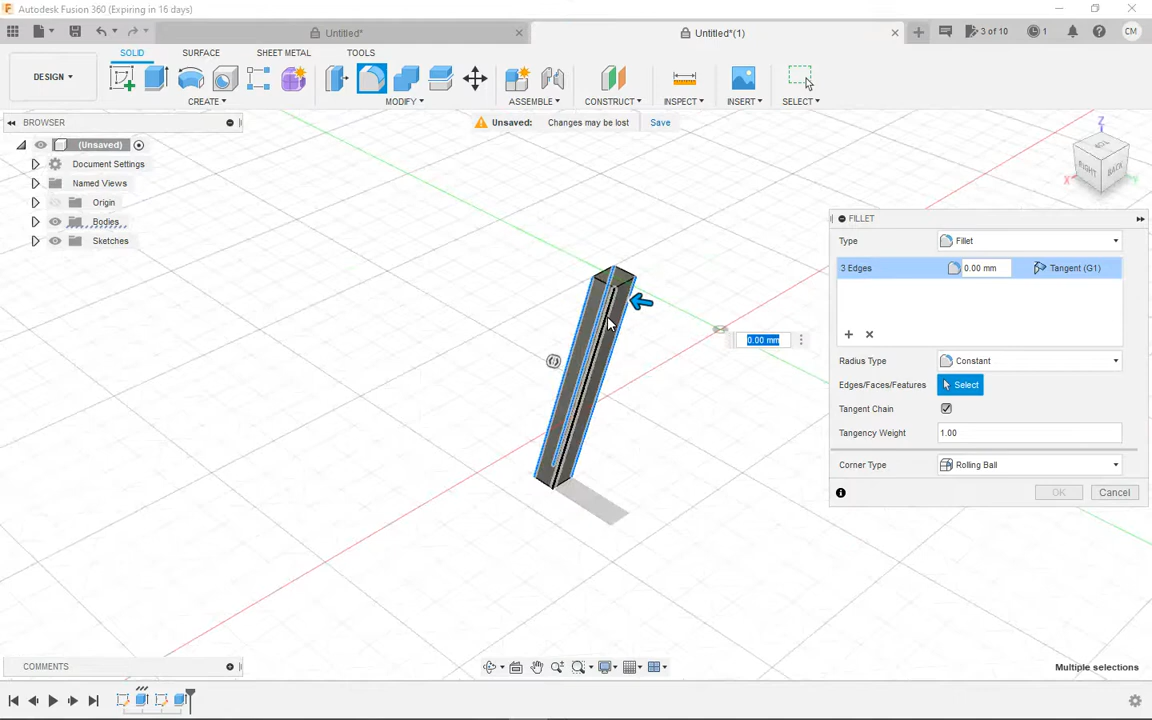 Autodesk Fusion 360 (Expiring in 16 days)
Untitled*
Untitled*(1)
3 of 10
1
CM
SOLID
SURFACE
SHEET METAL
TOOLS
DESIGN
CREATE
MODIFY
ASSEMBLE
CONSTRUCT
INSPECT
INSERT
SELECT
BROWSER
Unsaved:
Changes may be lost
Save
(Unsaved)
Document Settings
Named Views
Origin
Bodies
Sketches
Z
RIGHT
BACK
X
Y
FILLET
Type
Fillet
3 Edges
0.00 mm
Tangent (G1)
0.00 mm
Radius Type
Constant
Edges/Faces/Features
Select
Tangent Chain
Tangency Weight
1.00
Corner Type
Rolling Ball
OK
Cancel
COMMENTS
Multiple selections